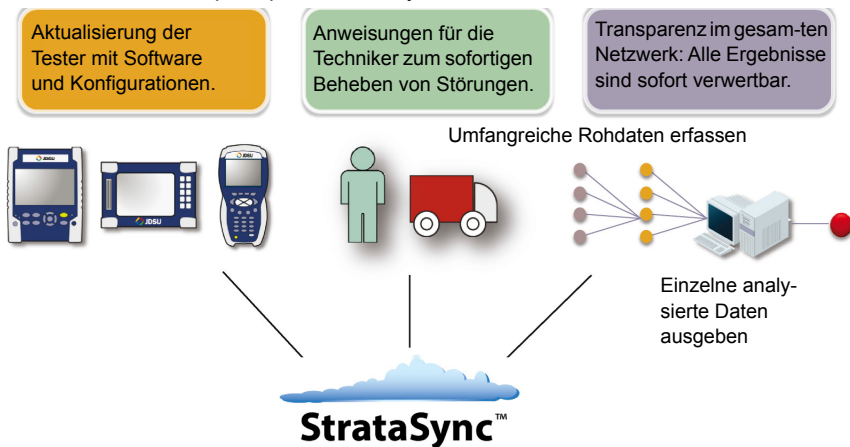 Aktualisierung der
Tester mit Software
und Konfigurationen.
Anweisungen für die
Techniker zum sofortigen
Beheben von Störungen.
Transparenz im gesam-ten
Netzwerk: Alle Ergebnisse
sind sofort verwertbar.
Umfangreiche Rohdaten erfassen
JDSU
JDSU
JDSU
Einzelne analy-
sierte Daten
ausgeben
StrataSync™